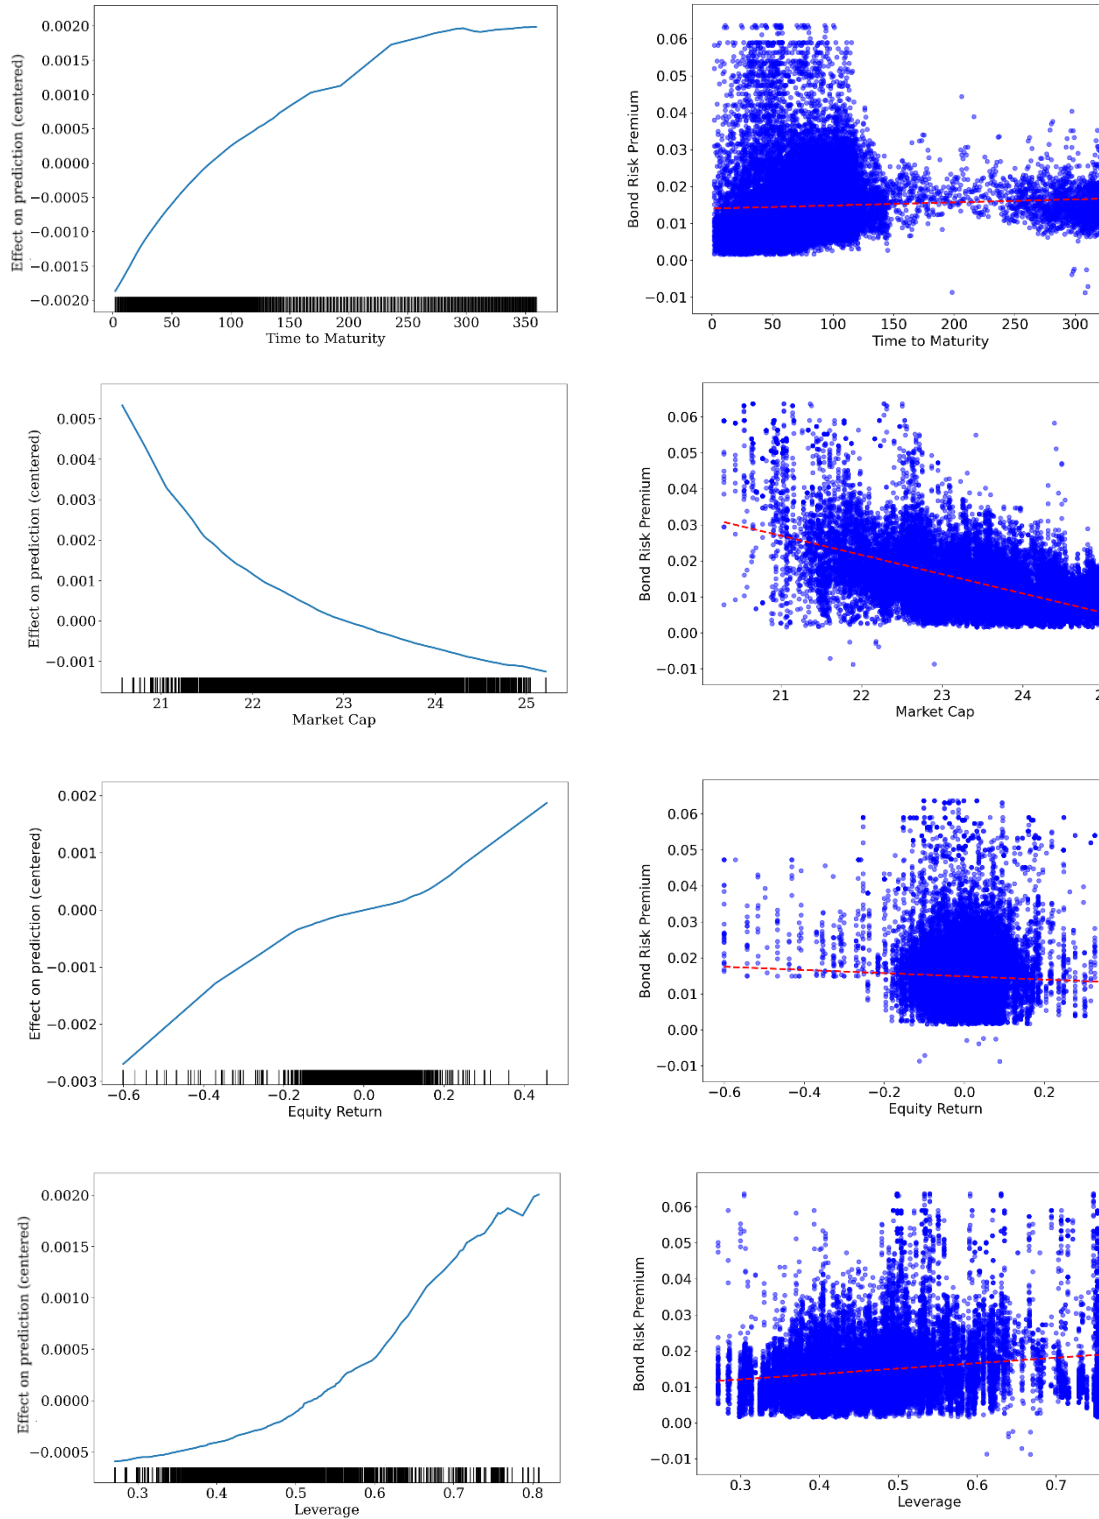 Effect on prediction (centered)
0.0020
0.0015
0.0010
0.0005
0.0000
−0.0005
−0.0010
−0.0015
−0.0020
0 50 100 150 200 250 300 350
Time to Maturity
Bond Risk Premium
0.06
0.05
0.04
0.03
0.02
0.01
0.00
−0.01
0 50 100 150 200 250 300
Time to Maturity
Effect on prediction (centered)
0.005
0.004
0.003
0.002
0.001
0.000
−0.001
21 22 23 24 25
Market Cap
Bond Risk Premium
0.06
0.05
0.04
0.03
0.02
0.01
0.00
−0.01
21 22 23 24 2
Market Cap
Effect on prediction (centered)
0.002
0.001
0.000
−0.001
−0.002
−0.003
−0.6 −0.4 −0.2 0.0 0.2 0.4
Equity Return
Bond Risk Premium
0.06
0.05
0.04
0.03
0.02
0.01
0.00
−0.01
−0.6 −0.4 −0.2 0.0 0.2
Equity Return
Effect on prediction (centered)
0.0020
0.0015
0.0010
0.0005
0.0000
−0.0005
0.3 0.4 0.5 0.6 0.7 0.8
Leverage
Bond Risk Premium
0.06
0.05
0.04
0.03
0.02
0.01
0.00
−0.01
0.3 0.4 0.5 0.6 0.7
Leverage